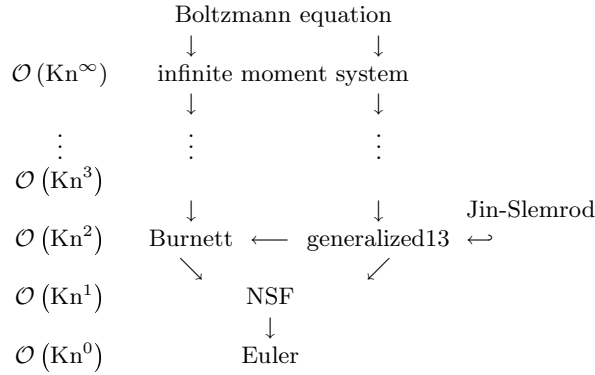 Boltzmann equation
↓ ↓
𝒪 (Kn^∞) infinite moment system
↓ ↓
⋮ ⋮ ⋮
𝒪 (Kn^3)
↓ ↓ Jin-Slemrod
𝒪 (Kn^2) Burnett ⟵ generalized13 ↩
↘ ↙
𝒪 (Kn^1) NSF
↓
𝒪 (Kn^0) Euler